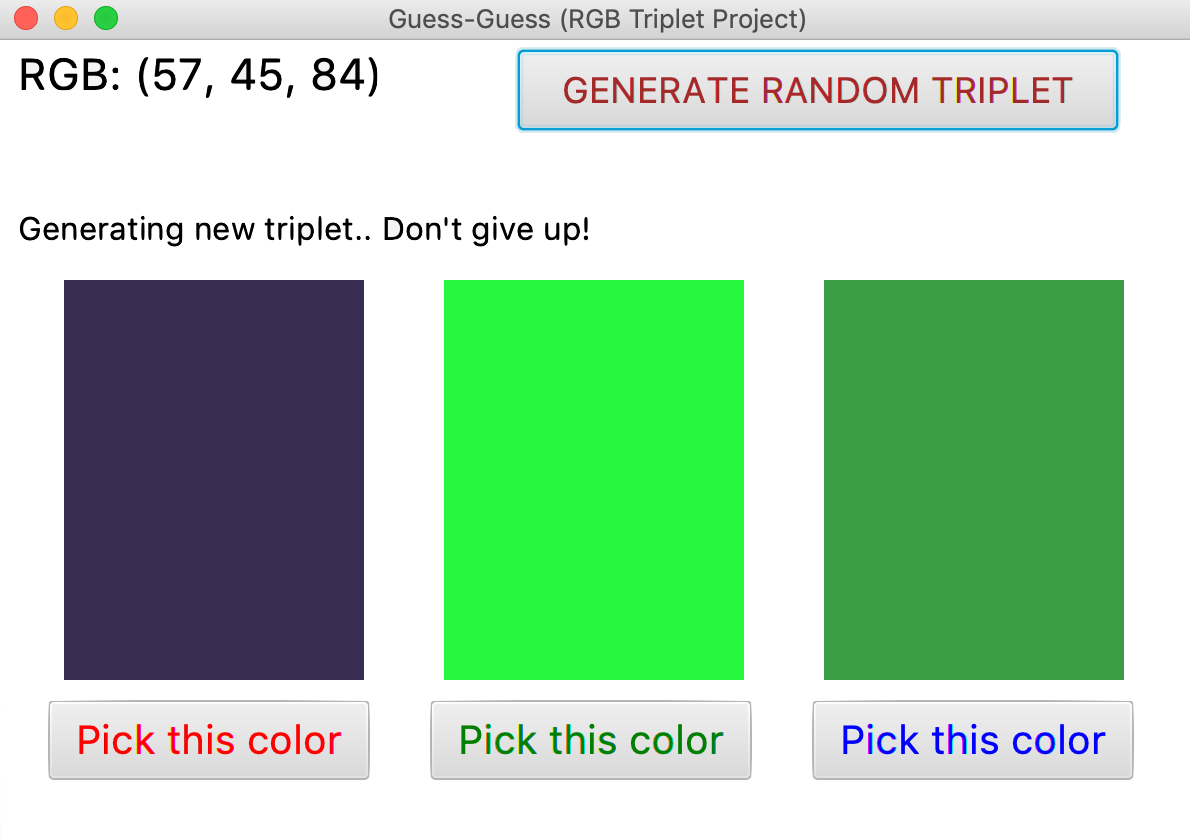 Guess-Guess (RGB Triplet Project)
RGB: (57, 45, 84)
GENERATE RANDOM TRIPLET
Generating new triplet.. Don't give up!
Pick this color
Pick this color
Pick this color